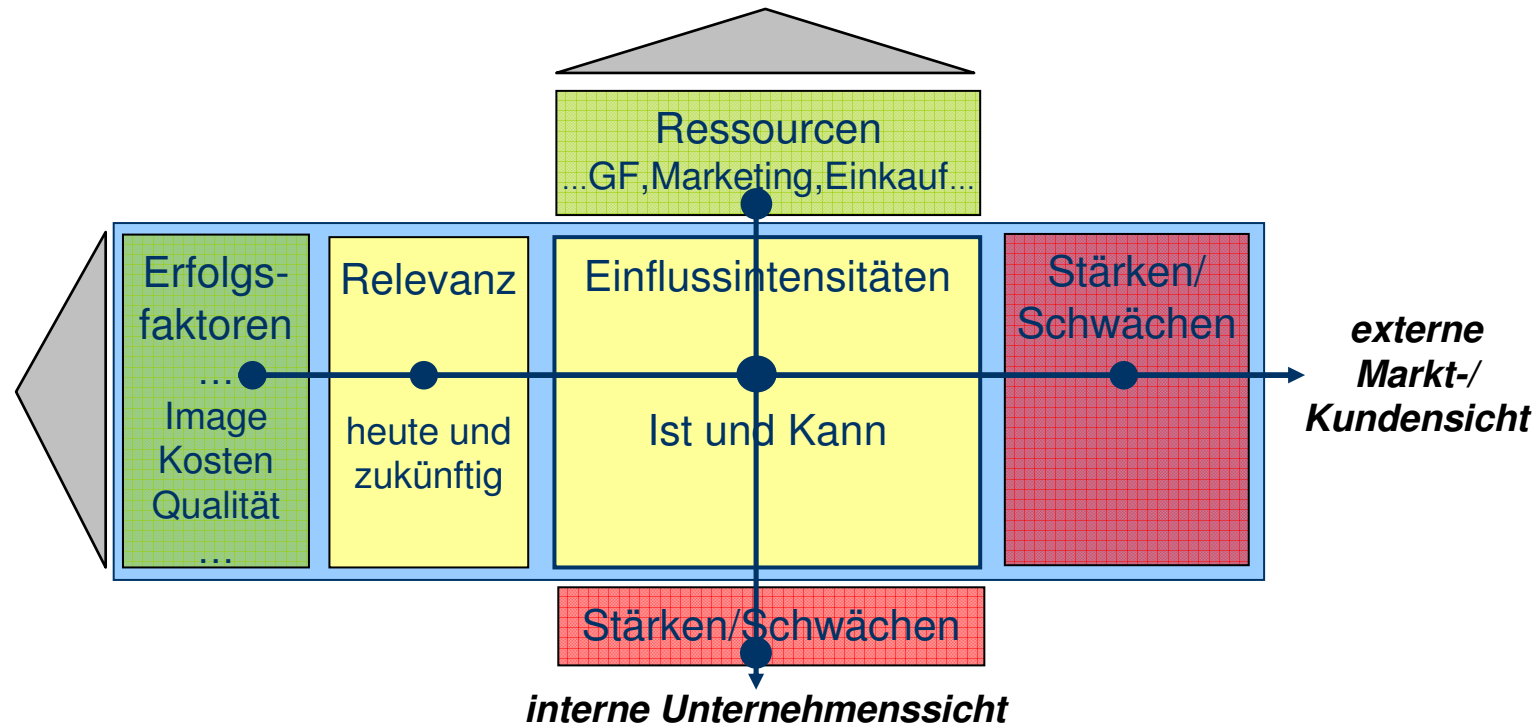 Ressourcen
...GF,Marketing,Einkauf...
Erfolgs-
faktoren
...
Image
Kosten
Qualität
...
Relevanz
heute und
zukünftig
Einflussintensitäten
Ist und Kann
Stärken/
Schwächen
externe
Markt-/
Kundensicht
Stärken/Schwächen
interne Unternehmenssicht